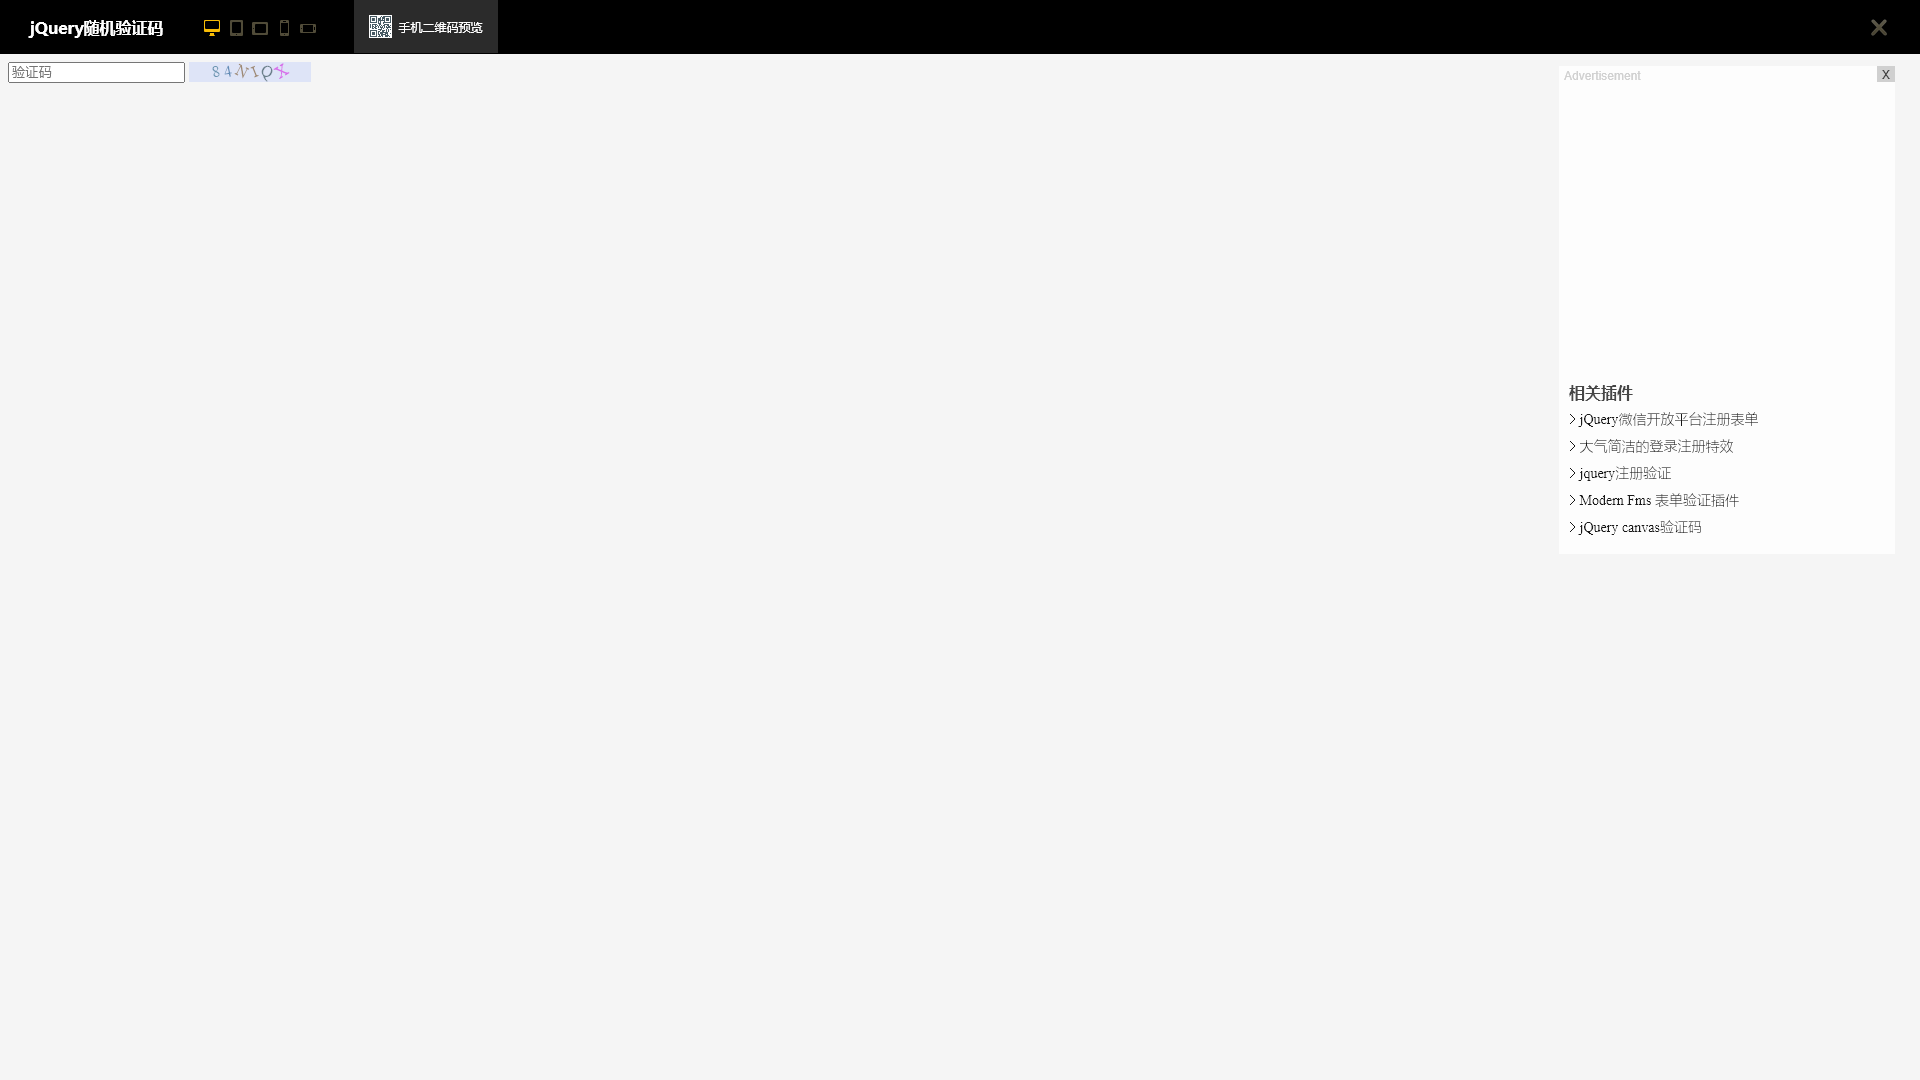 jQuery随机验证码
手机二维码预览
验证码
84NIQX
Advertisement
X
相关插件
jQuery微信开放平台注册表单
大气简洁的登录注册特效
jquery注册验证
Modern Fms 表单验证插件
jQuery canvas验证码